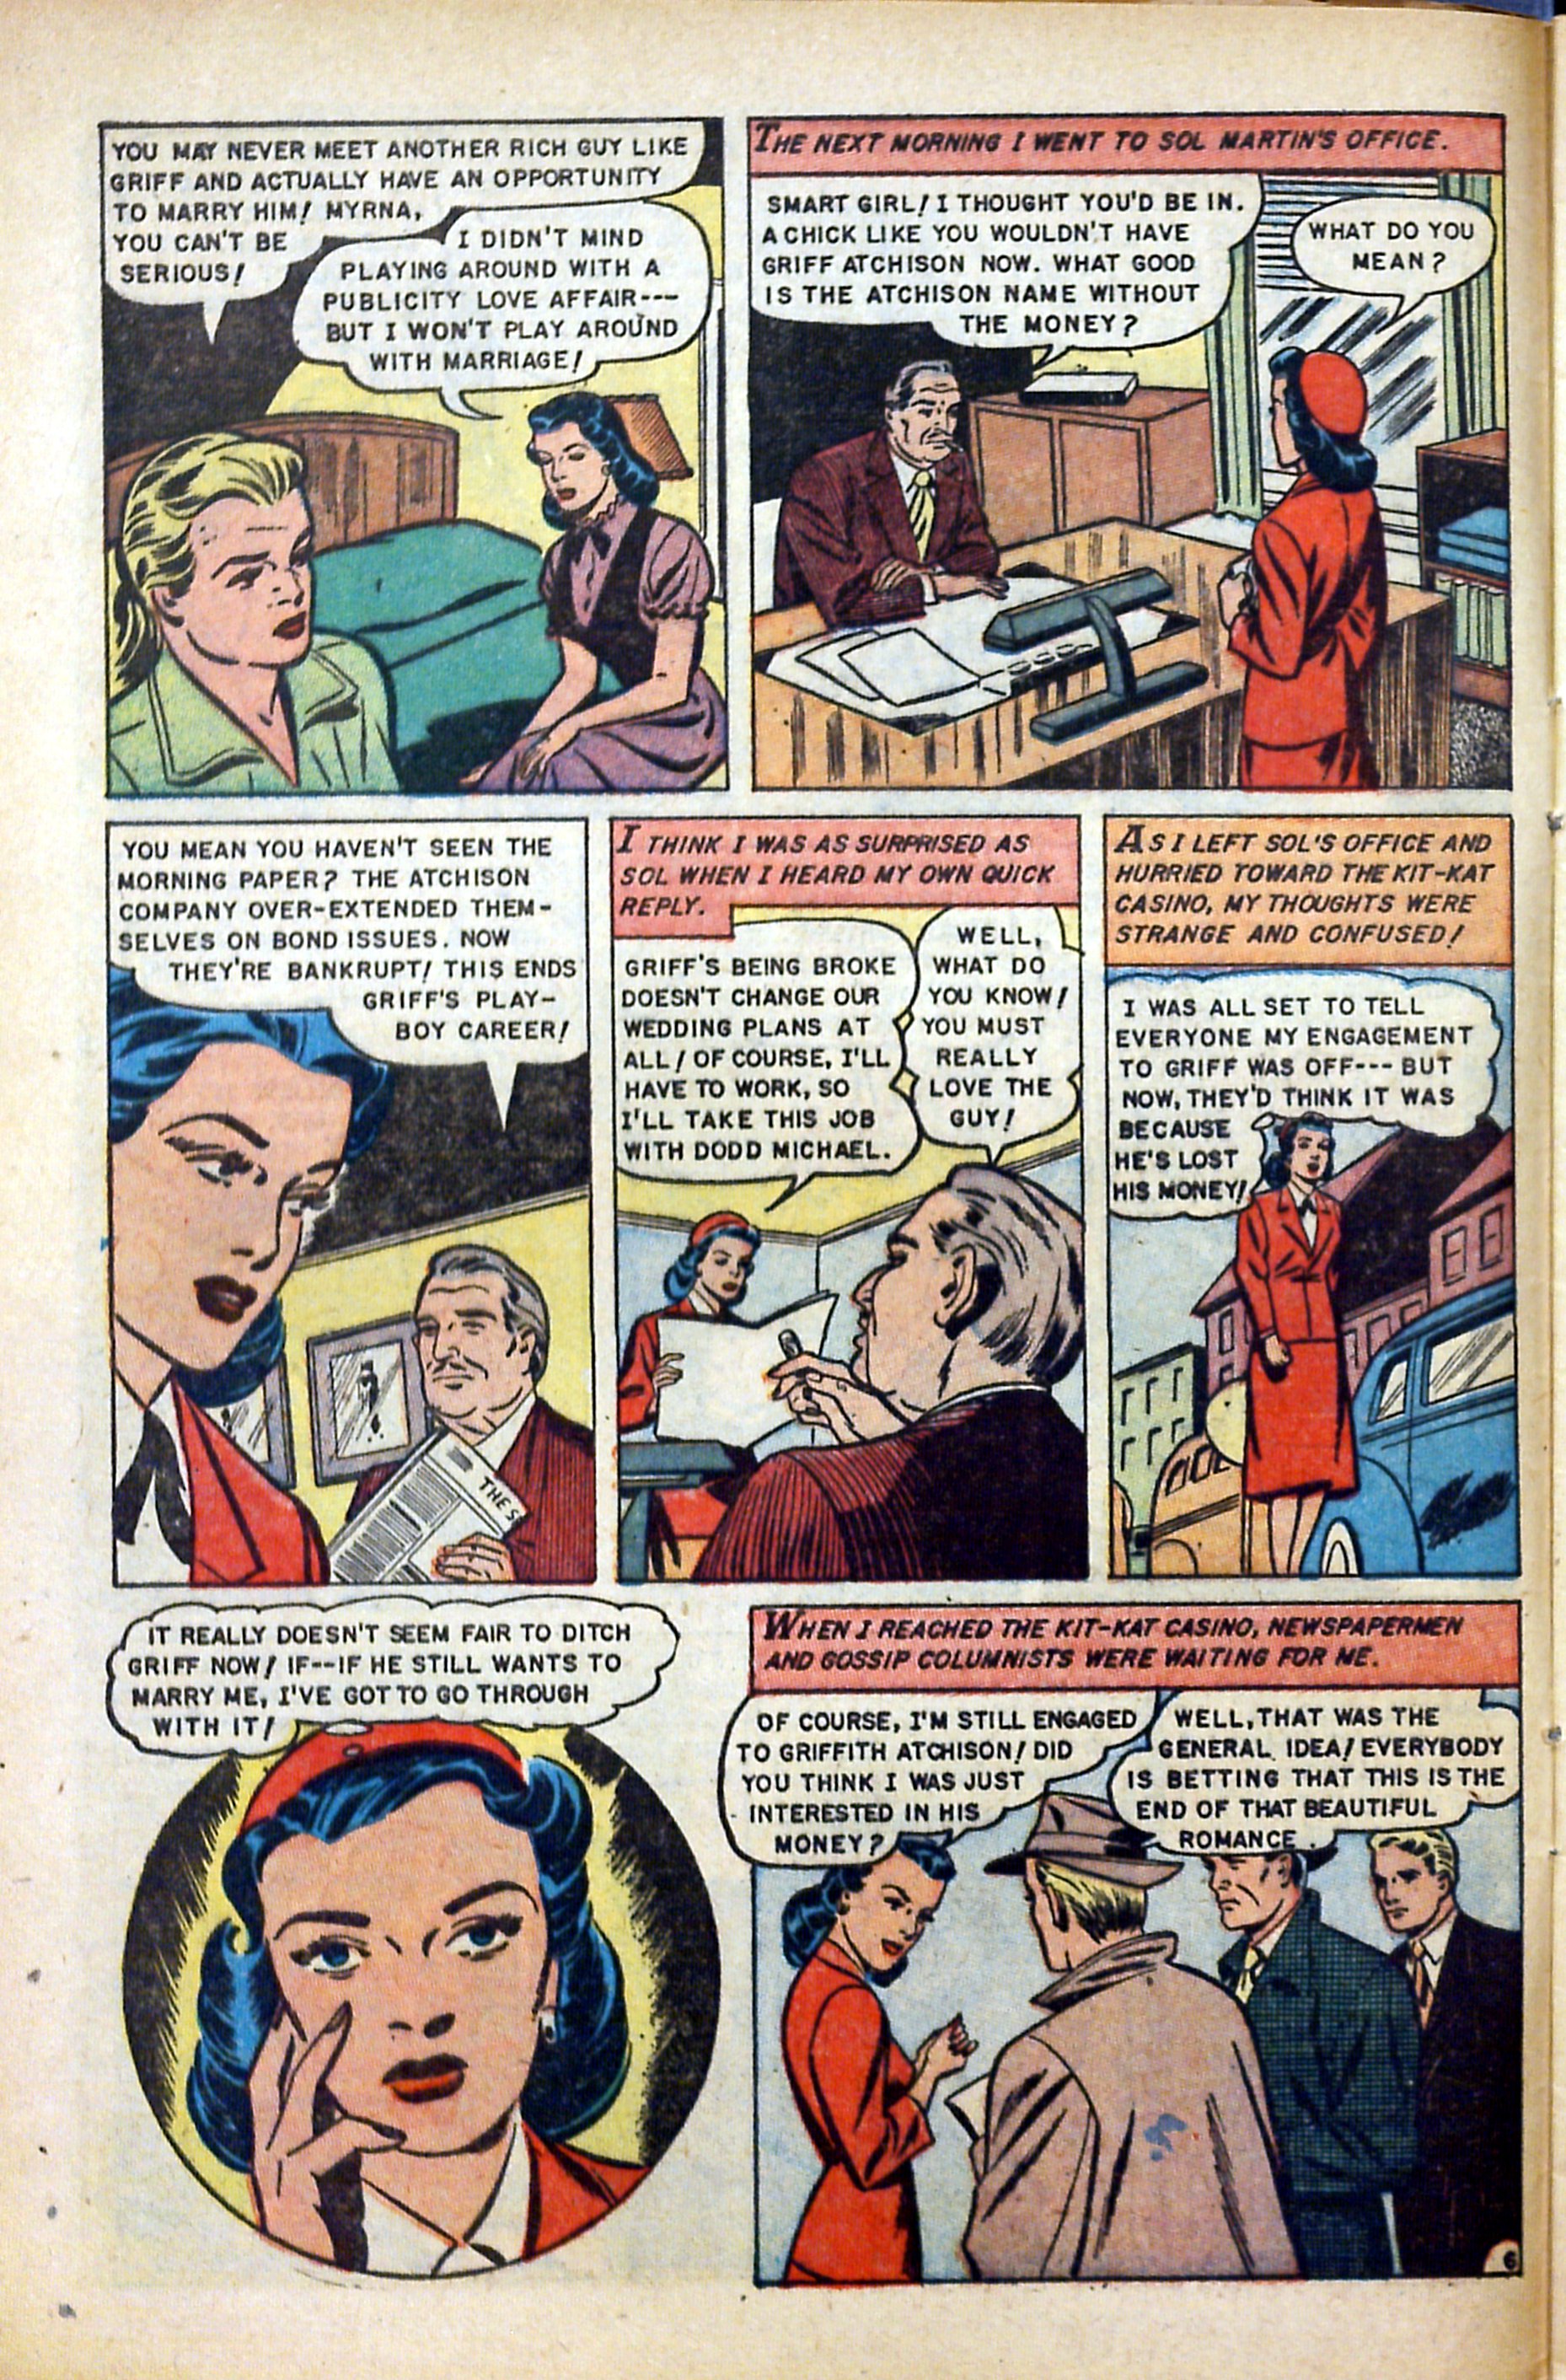 YOU MAY NEVER MEET ANOTHER RICH GUY LIKE
GRIFF AND ACTUALLY HAVE AN OPPORTUNITY
TO MARRY HIM! MYRNA,
YOU CAN'T BE
SERIOUS!
I DIDN'T MIND
PLAYING AROUND WITH A
PUBLICITY LOVE AFFAIR---
BUT I WON'T PLAY AROUND
WITH MARRIAGE!
THE NEXT MORNING I WENT TO SOL MARTIN'S OFFICE.
SMART GIRL! I THOUGHT YOU'D BE IN.
A CHICK LIKE YOU WOULDN'T HAVE
GRIFF ATCHISON NOW. WHAT GOOD
IS THE ATCHISON NAME WITHOUT
THE MONEY?
WHAT DO YOU
MEAN?
YOU MEAN YOU HAVEN'T SEEN THE
MORNING PAPER? THE ATCHISON
COMPANY OVER-EXTENDED THEM-
SELVES ON BOND ISSUES. NOW
THEY'RE BANKRUPT! THIS ENDS
GRIFF'S PLAY-
BOY CAREER!
THE S
I THINK I WAS AS SURPRISED AS
SOL WHEN I HEARD MY OWN QUICK
REPLY.
GRIFF'S BEING BROKE
DOESN'T CHANGE OUR
WEDDING PLANS AT
ALL! OF COURSE, I'LL
HAVE TO WORK, SO
I'LL TAKE THIS JOB
WITH DODD MICHAEL.
WELL,
WHAT DO
YOU KNOW!
YOU MUST
REALLY
LOVE THE
GUY!
AS I LEFT SOL'S OFFICE AND
HURRIED TOWARD THE KIT-KAT
CASINO, MY THOUGHTS WERE
STRANGE AND CONFUSED!
I WAS ALL SET TO TELL
EVERYONE MY ENGAGEMENT
TO GRIFF WAS OFF--- BUT
NOW, THEY'D THINK IT WAS
BECAUSE
HE'S LOST
HIS MONEY!
IT REALLY DOESN'T SEEM FAIR TO DITCH
GRIFF NOW! IF--IF HE STILL WANTS TO
MARRY ME, I'VE GOT TO GO THROUGH
WITH IT!
WHEN I REACHED THE KIT-KAT CASINO, NEWSPAPERMEN
AND GOSSIP COLUMNISTS WERE WAITING FOR ME.
OF COURSE, I'M STILL ENGAGED
TO GRIFFITH ATCHISON! DID
YOU THINK I WAS JUST
INTERESTED IN HIS
MONEY?
WELL, THAT WAS THE
GENERAL IDEA! EVERYBODY
IS BETTING THAT THIS IS THE
END OF THAT BEAUTIFUL
ROMANCE.
6